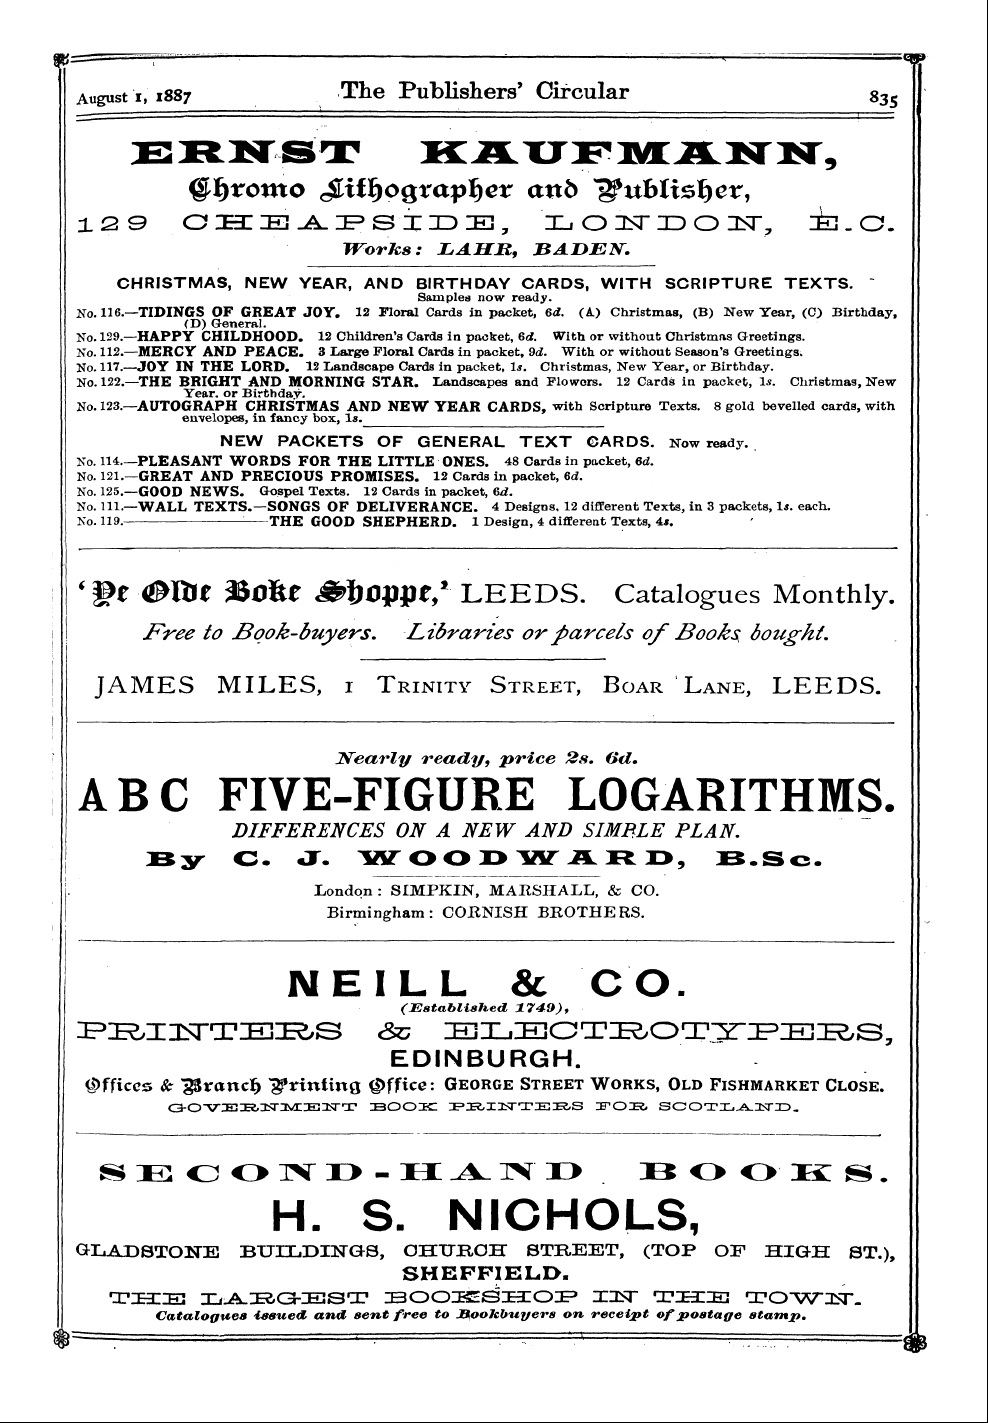 August 1, 1887 The Publishers' Circular 835
ERNST KAUFMANN,
Chromo Lithographer and Publisher,
129 CHEAPSIDE, LONDON, E.C.
Works: LAHR, BADEN.
CHRISTMAS, NEW YEAR, AND BIRTHDAY CARDS, WITH SCRIPTURE TEXTS.
Samples now ready.
No. 116.—TIDINGS OF GREAT JOY. 12 Floral Cards in packet, 6d. (A) Christmas, (B) New Year, (C) Birthday,
(D) General.
No. 129.—HAPPY CHILDHOOD. 12 Children's Cards in packet, 6d. With or without Christmas Greetings.
No. 112.—MERCY AND PEACE. 3 Large Floral Cards in packet, 9d. With or without Season's Greetings.
No. 117.—JOY IN THE LORD. 12 Landscape Cards in packet, 1s. Christmas, New Year, or Birthday.
No. 122.—THE BRIGHT AND MORNING STAR. Landscapes and Flowers. 12 Cards in packet, 1s. Christmas, New
Year, or Birthday.
No. 123.—AUTOGRAPH CHRISTMAS AND NEW YEAR CARDS, with Scripture Texts. 8 gold bevelled cards, with
envelopes, in fancy box, 1s.
NEW PACKETS OF GENERAL TEXT CARDS. Now ready.
No. 114.—PLEASANT WORDS FOR THE LITTLE ONES. 48 Cards in packet, 6d.
No. 121.—GREAT AND PRECIOUS PROMISES. 12 Cards in packet, 6d.
No. 125.—GOOD NEWS. Gospel Texts. 12 Cards in packet, 6d.
No. 111.—WALL TEXTS.—SONGS OF DELIVERANCE. 4 Designs, 12 different Texts, in 3 packets, 1s. each.
No. 119.———THE GOOD SHEPHERD. 1 Design, 4 different Texts, 4s.
'Ye Olde Boke Shoppe,' LEEDS. Catalogues Monthly.
Free to Book-buyers. Libraries or parcels of Books bought.
JAMES MILES, 1 TRINITY STREET, BOAR LANE, LEEDS.
Nearly ready, price 2s. 6d.
A B C FIVE-FIGURE LOGARITHMS.
DIFFERENCES ON A NEW AND SIMPLE PLAN.
By C. J. WOODWARD, B.Sc.
London: SIMPKIN, MARSHALL, & CO.
Birmingham: CORNISH BROTHERS.
NEILL & CO.
(Established 1749),
PRINTERS & ELECTROTYPERS,
EDINBURGH.
Offices & Branch Printing Office: GEORGE STREET WORKS, OLD FISHMARKET CLOSE.
GOVERNMENT BOOK PRINTERS FOR SCOTLAND.
SECOND-HAND BOOKS.
H. S. NICHOLS,
GLADSTONE BUILDINGS, CHURCH STREET, (TOP OF HIGH ST.),
SHEFFIELD.
THE LARGEST BOOKSHOP IN THE TOWN.
Catalogues issued and sent free to Bookbuyers on receipt of postage stamp.